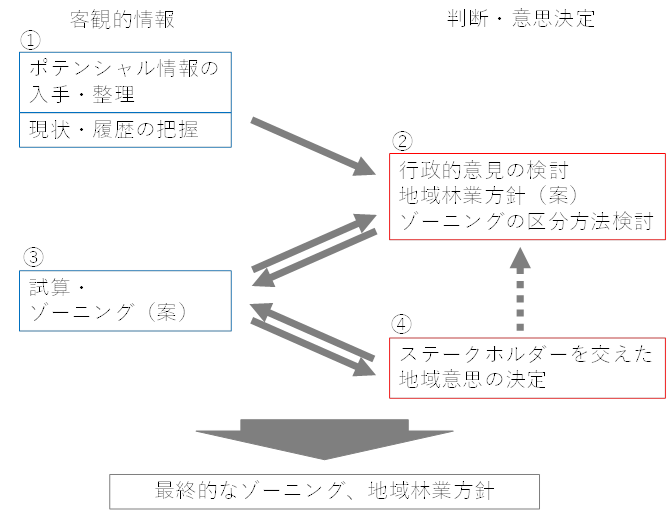 客観的情報
判断・意思決定
①
ポテンシャル情報の
入手・整理
現状・履歴の把握
②
行政的意見の検討
地域林業方針（案）
ゾーニングの区分方法検討
③
試算・
ゾーニング（案）
④
ステークホルダーを交えた
地域意思の決定
最終的なゾーニング、地域林業方針